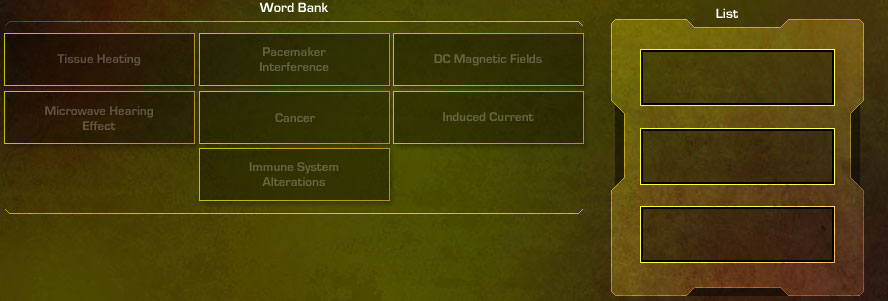 Word Bank
List
Tissue Heating
Pacemaker
Interference
DC Magnetic Fields
Microwave Hearing
Effect
Cancer
Induced Current
Immune System
Alterations